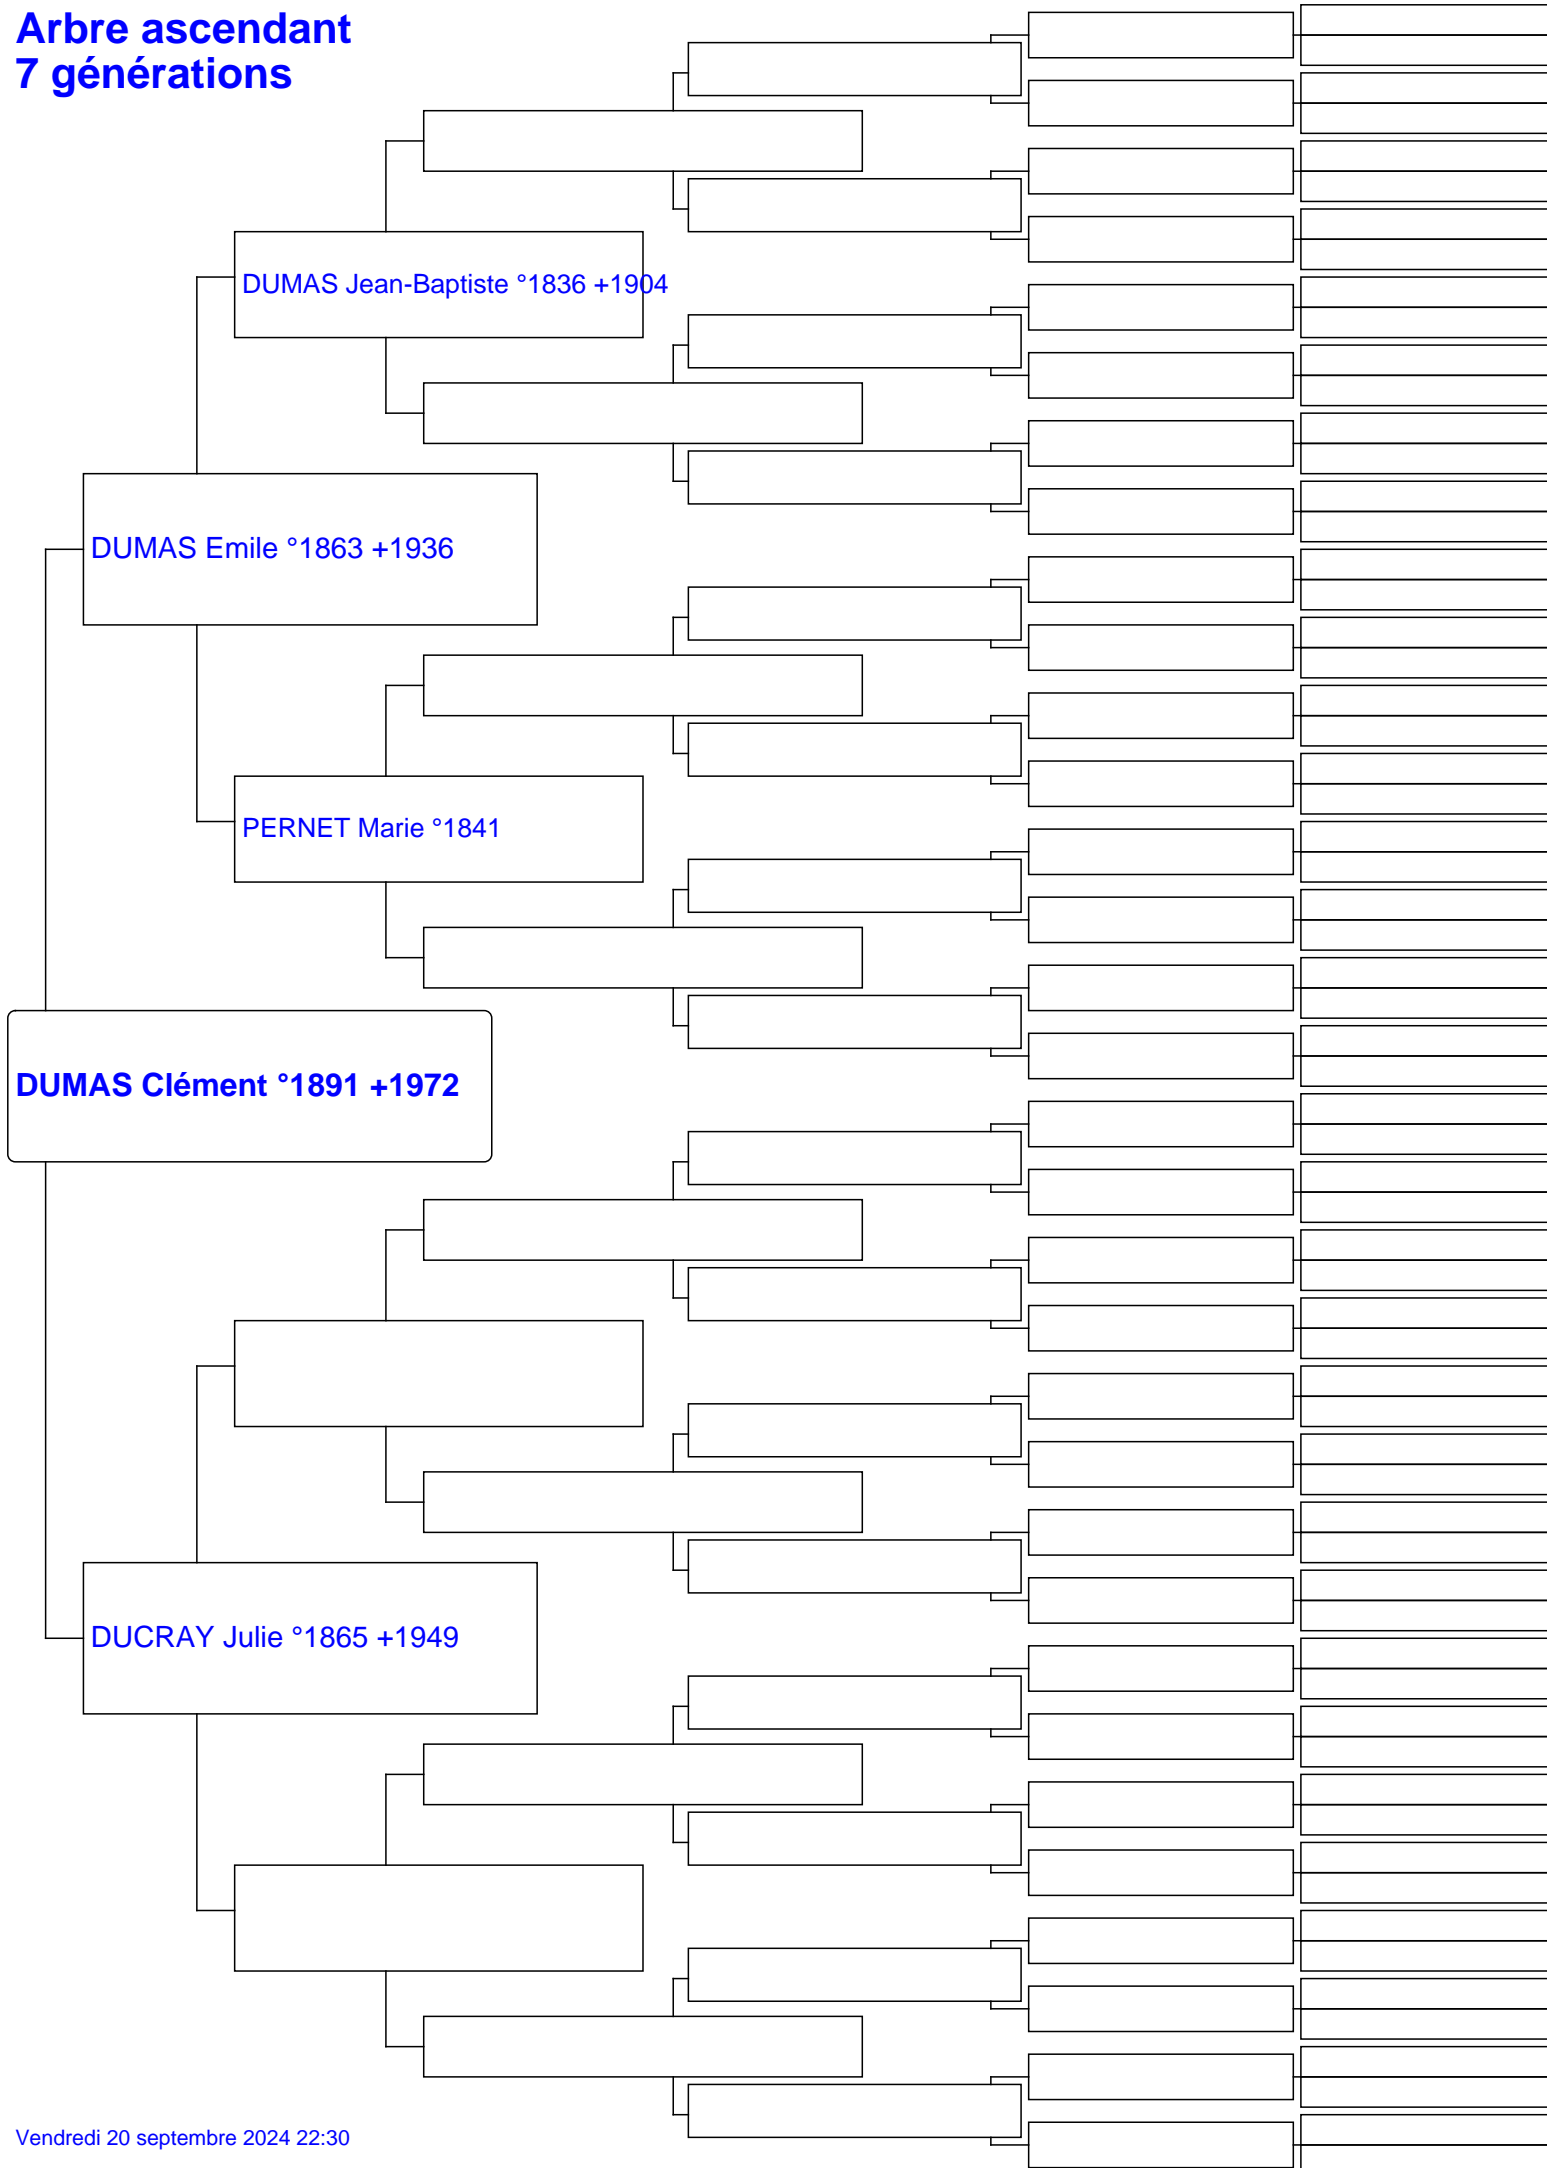 Arbre ascendant
7 générations
DUMAS Jean-Baptiste °1836 +1904
DUMAS Emile °1863 +1936
PERNET Marie °1841
DUMAS Clément °1891 +1972
DUCRAY Julie °1865 +1949
Vendredi 20 septembre 2024 22:30